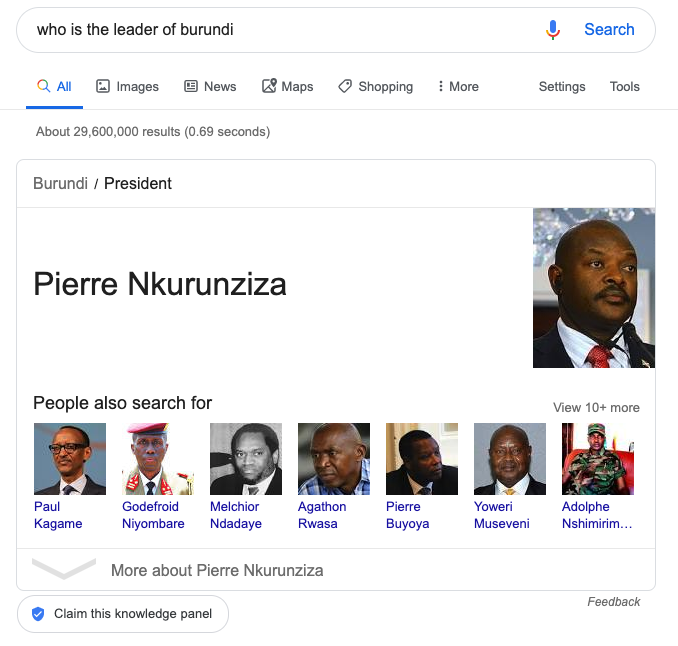 who is the leader of burundi Search
All Images News Maps Shopping More Settings Tools
About 29,600,000 results (0.69 seconds)
Burundi / President
Pierre Nkurunziza
People also search for
View 10+ more
Paul Kagame
Godefroid Niyombare
Melchior Ndadaye
Agathon Rwasa
Pierre Buyoya
Yoweri Museveni
Adolphe Nshimirim…
More about Pierre Nkurunziza
Feedback
Claim this knowledge panel